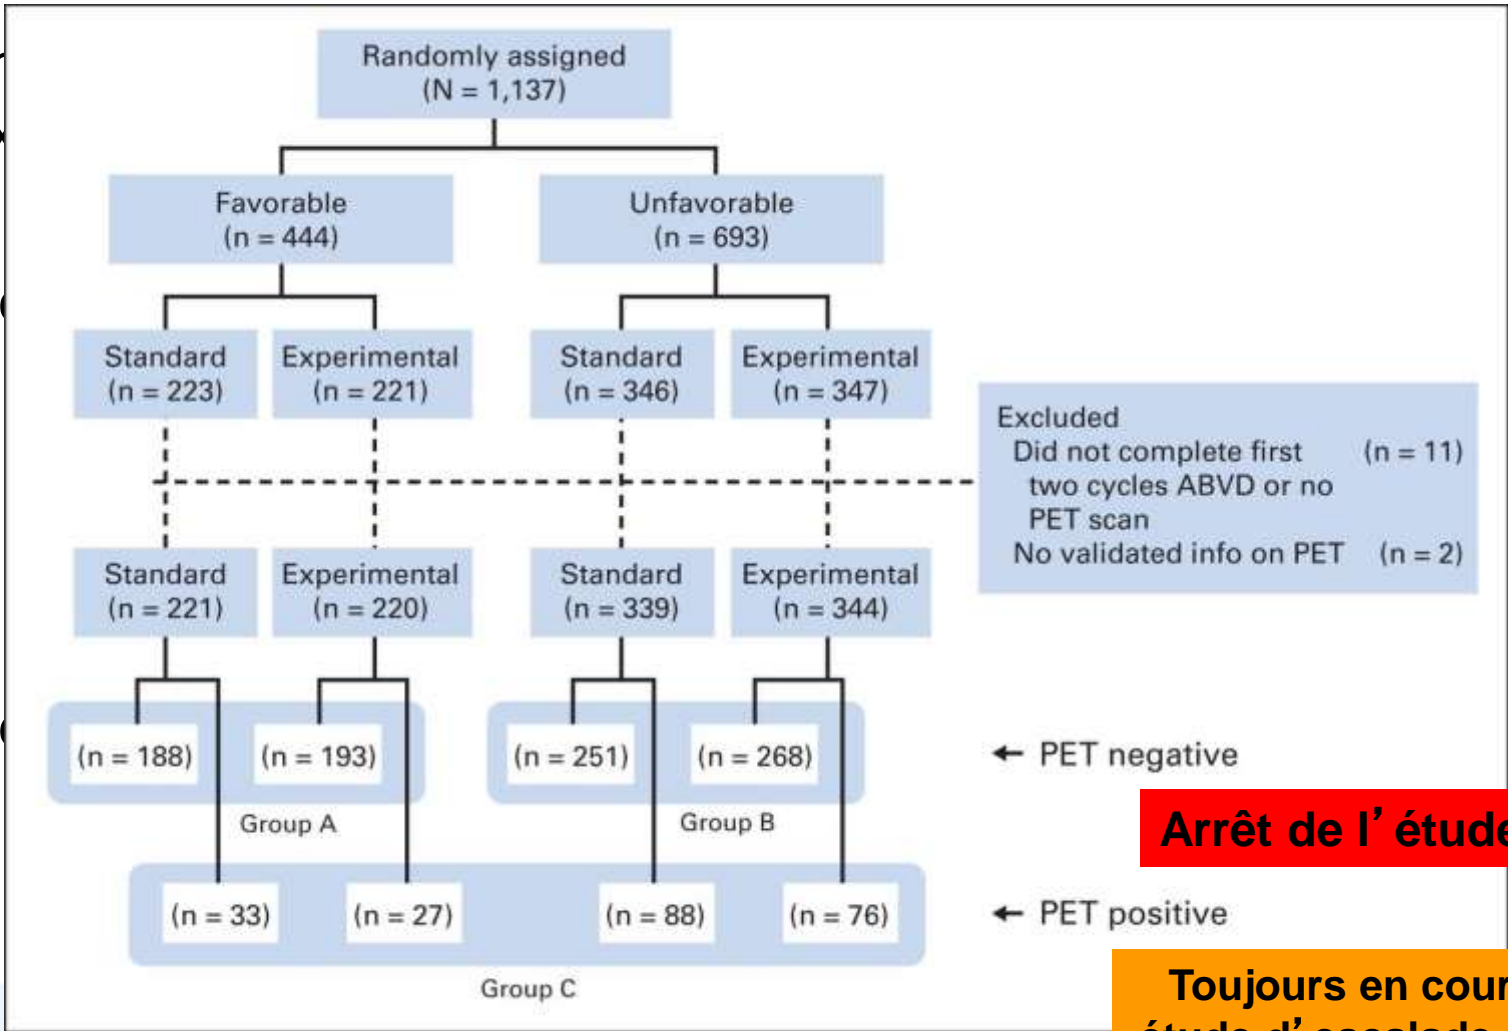 Randomly assigned
(N = 1,137)
Favorable
(n = 444)
Unfavorable
(n = 693)
Standard
(n = 223)
Experimental
(n = 221)
Standard
(n = 346)
Experimental
(n = 347)
Excluded
Did not complete first (n = 11)
two cycles ABVD or no
PET scan
No validated info on PET (n = 2)
Standard
(n = 221)
Experimental
(n = 220)
Standard
(n = 339)
Experimental
(n = 344)
(n = 188) (n = 193) (n = 251) (n = 268) ← PET negative
Group A Group B
Arrêt de l’étude
(n = 33) (n = 27) (n = 88) (n = 76) ← PET positive
Group C
Toujours en cour
étude d’escalade